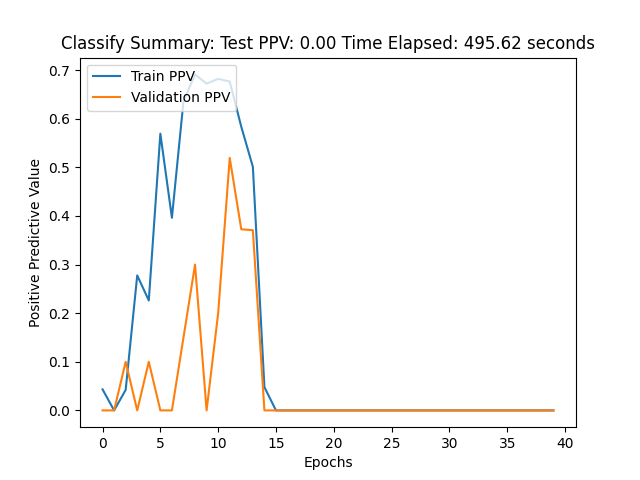 Classify Summary: Test PPV: 0.00 Time Elapsed: 495.62 seconds
Train PPV
Validation PPV
Positive Predictive Value
0.7
0.6
0.5
0.4
0.3
0.2
0.1
0.0
0 5 10 15 20 25 30 35 40
Epochs